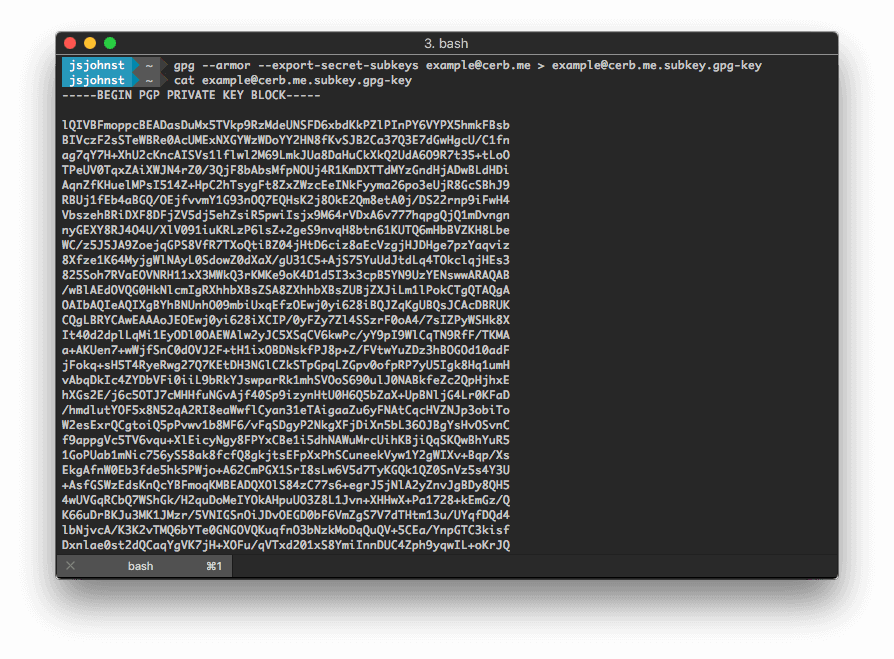 3. bash
jsjohnst ~ gpg --armor --export-secret-subkeys example@cerb.me > example@cerb.me.subkey.gpg-key
jsjohnst ~ cat example@cerb.me.subkey.gpg-key
-----BEGIN PGP PRIVATE KEY BLOCK-----
lQIVBFmoppcBEADasDuMx5TVkp9RzMdeUNSFD6xbdKkPZlPInPY6VYPX5hmkFBsb
BIVczF2sSTeWBRe0AcUMExNXGYWzWDoYY2HN8fKvSJB2Ca37Q3E7dGwHgcU/C1fn
ag7qY7H+XhU2cKncAISVs1lflwl2M69LmkJUa8DaHuCkXkQ2UdA6O9R7t35+tLoO
TPeUV0TqxZAiXWJN4rZ0/3QjF8bAbsMfpNOUj4R1KmDXTTdMYzGndHjADwBLdHDi
AqnZfKHuelMPsI514Z+HpC2hTsygFt8ZxZWzcEeINkFyyma26po3eUjR8GcSBhJ9
RBUj1fEb4aBGQ/OEjfvvmY1G93nOQ7EQHsK2j8OkE2Qm8etA0j/DS22rnp9iFwH4
VbszehBRiDXF8DFjZV5dj5ehZsiR5pwiIsjx9M64rVDxA6v777hqpgQjQ1mDvngn
nyGEXY8RJ4O4U/XlV091iuKRLzP6lsZ+2geS9nvqH8btn61KUTQ6mHbBVZKH8Lbe
WC/z5J5JA9ZoejqGPS8VfR7TXoQtiBZ04jHtD6ciz8aEcVzgjHJDHge7pzYaqviz
8Xfze1K64MyjgWlNAyL0SdowZ0dXaX/gU31C5+AjS75YuUdJtdLq4TOkclqjHEs3
825Soh7RVaEOVNRH11xX3MWkQ3rKMKe9oK4D1d5I3x3cpB5YN9UzYENswwARAQAB
/wBlAEdOVQG0HkNlcmIgRXhhbXBsZSA8ZXhhbXBsZUBjZXJiLm1lPokCTgQTAQgA
OAIbAQIeAQIXgBYhBNUnhO09mbiUxqEfzOEwj0yi628iBQJZqKgUBQsJCAcDBRUK
CQgLBRYCAwEAAAoJEOEwj0yi628iXCIP/0yFZy7Zl4SSzrF0oA4/7sIZPyWSHk8X
It40d2dplLqMi1EyODl0OAEWAlw2yJC5XSqCV6kwPc/yY9pI9WlCqTN9RfF/TKMA
a+AKUen7+wWjfSnC0dOVJ2F+tH1ixOBDNskfPJ8p+Z/FVtwYuZDz3hBOGOd10adF
jFokq+sH5T4RyeRwg27Q7KEtDH3NGlCZkSTpGpqLZGpv0ofpRP7yU5Igk8Hq1umH
vAbqDkIc4ZYDbVFi0iiL9bRkYJswparRk1mhSVOoS690ulJ0NABkfeZc2QpHjhxE
hXGs2E/j6c5OTJ7cMHHfuNGvAjf40Sp9izynHtU0H6Q5bZaX+UpBNljG4Lr0KFaD
/hmdlutYOF5x8N52qA2RI8eaWwflCyan31eTAigaaZu6yFNAtCqcHVZNJp3obiTo
W2esExrQCgtoiQ5pPvwv1b8MF6/vFqSDgyP2NkgXFjDiXn5bL36OJBgYsHvOSvnC
f9appgVc5TV6vqu+XlEicyNgy8FPYxCBe1i5dhNAWuMrcUihKBjiQqSKQwBhYuR5
1GoPUab1mNic756yS58ak8fcfQ8gkjtsEFpXxPhSCuneekVyw1Y2gWIXv+Bqp/Xs
EkgAfnW0Eb3fde5hk5PWjo+A62CmPGX1SrI8sLw6V5d7TyKGQk1QZ0SnVz5s4Y3U
+AsfGSWzEdsKnQcYBFmoqKMBEADQXOlS84zC77s6+egrJ5jNlA2yZnvJgBDy8QH5
4wUVGqRCbQ7WShGk/H2quDoMeIYOkAHpuUO3Z8L1Jvn+XHHwX+Pa1728+kEmGz/Q
K66uDrBKJu3MK1JMzr/5VNIGSnOiJDvOEGD0bF6VmZgS7V7dTHtm13u/UYqfDQd4
lbNjvcA/K3K2vTMQ6bYTe0GNGOVQKuqfnO3bNzkMoDqQuQV+5CEa/YnpGTC3kisf
Dxnlae0st2dQCaqYgVK7jH+XOFu/qVTxd201xS8YmiInnDUC4Zph9yqwIL+oKrJQ
bash ⌘1